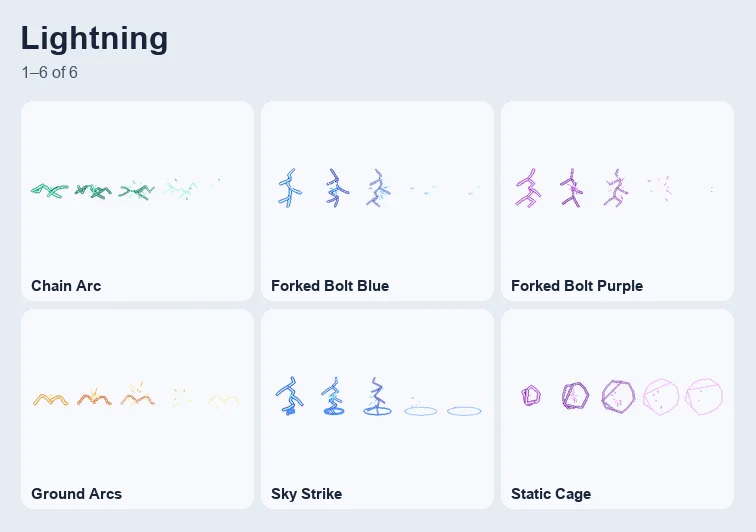 Lightning
1–6 of 6
Chain Arc
Forked Bolt Blue
Forked Bolt Purple
Ground Arcs
Sky Strike
Static Cage